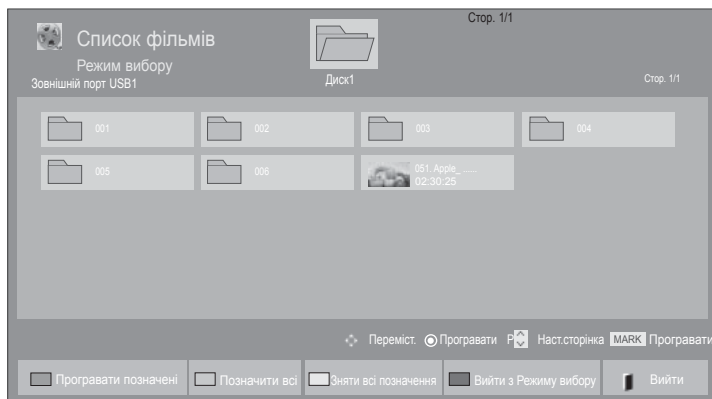 Стор. 1/1
Список фільмів
Режим вибору
Зовнішній порт USB1
Диск1
Стор. 1/1
001 002 003 004
005 006 051. Apple_ ......
02:30:25
Переміст. Програвати P Наст.сторінка MARK Програвати
Програвати позначені Позначити всі Зняти всі позначення Вийти з Режиму вибору Вийти